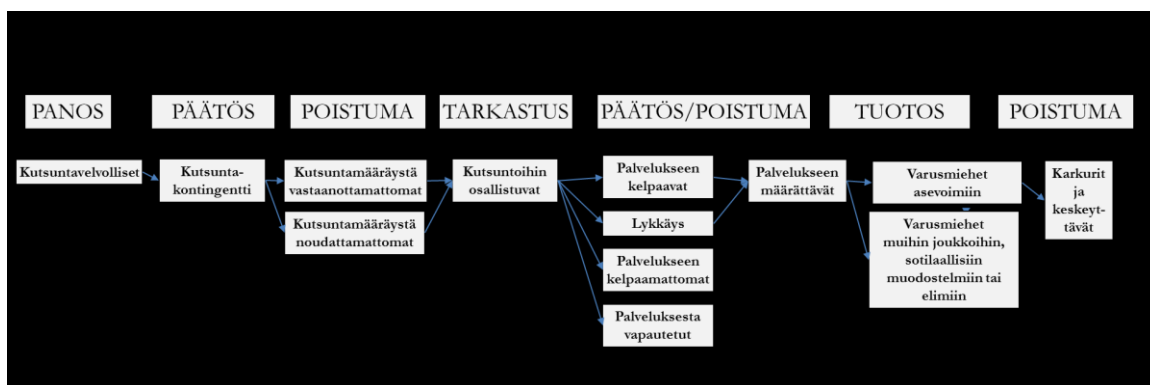 PANOS
PÄÄTÖS
POISTUMA
TARKASTUS
PÄÄTÖS/POISTUMA
TUOTOS
POISTUMA
Kutsuntavelvolliset
Kutsunta-
kontingentti
Kutsuntamääräystä
vastaanottamattomat
Kutsuntamääräystä
noudattamattomat
Kutsuntoihin
osallistuvat
Palvelukseen
kelpaavat
Lykkäys
Palvelukseen
kelpaamattomat
Palveluksesta
vapautetut
Palvelukseen
määrättävät
Varusmiehet
asevoimiin
Varusmiehet
muihin joukkoihin,
sotilaallisiin
muodostelmiin tai
elimiin
Karkurit
ja
keskeyt-
tävät